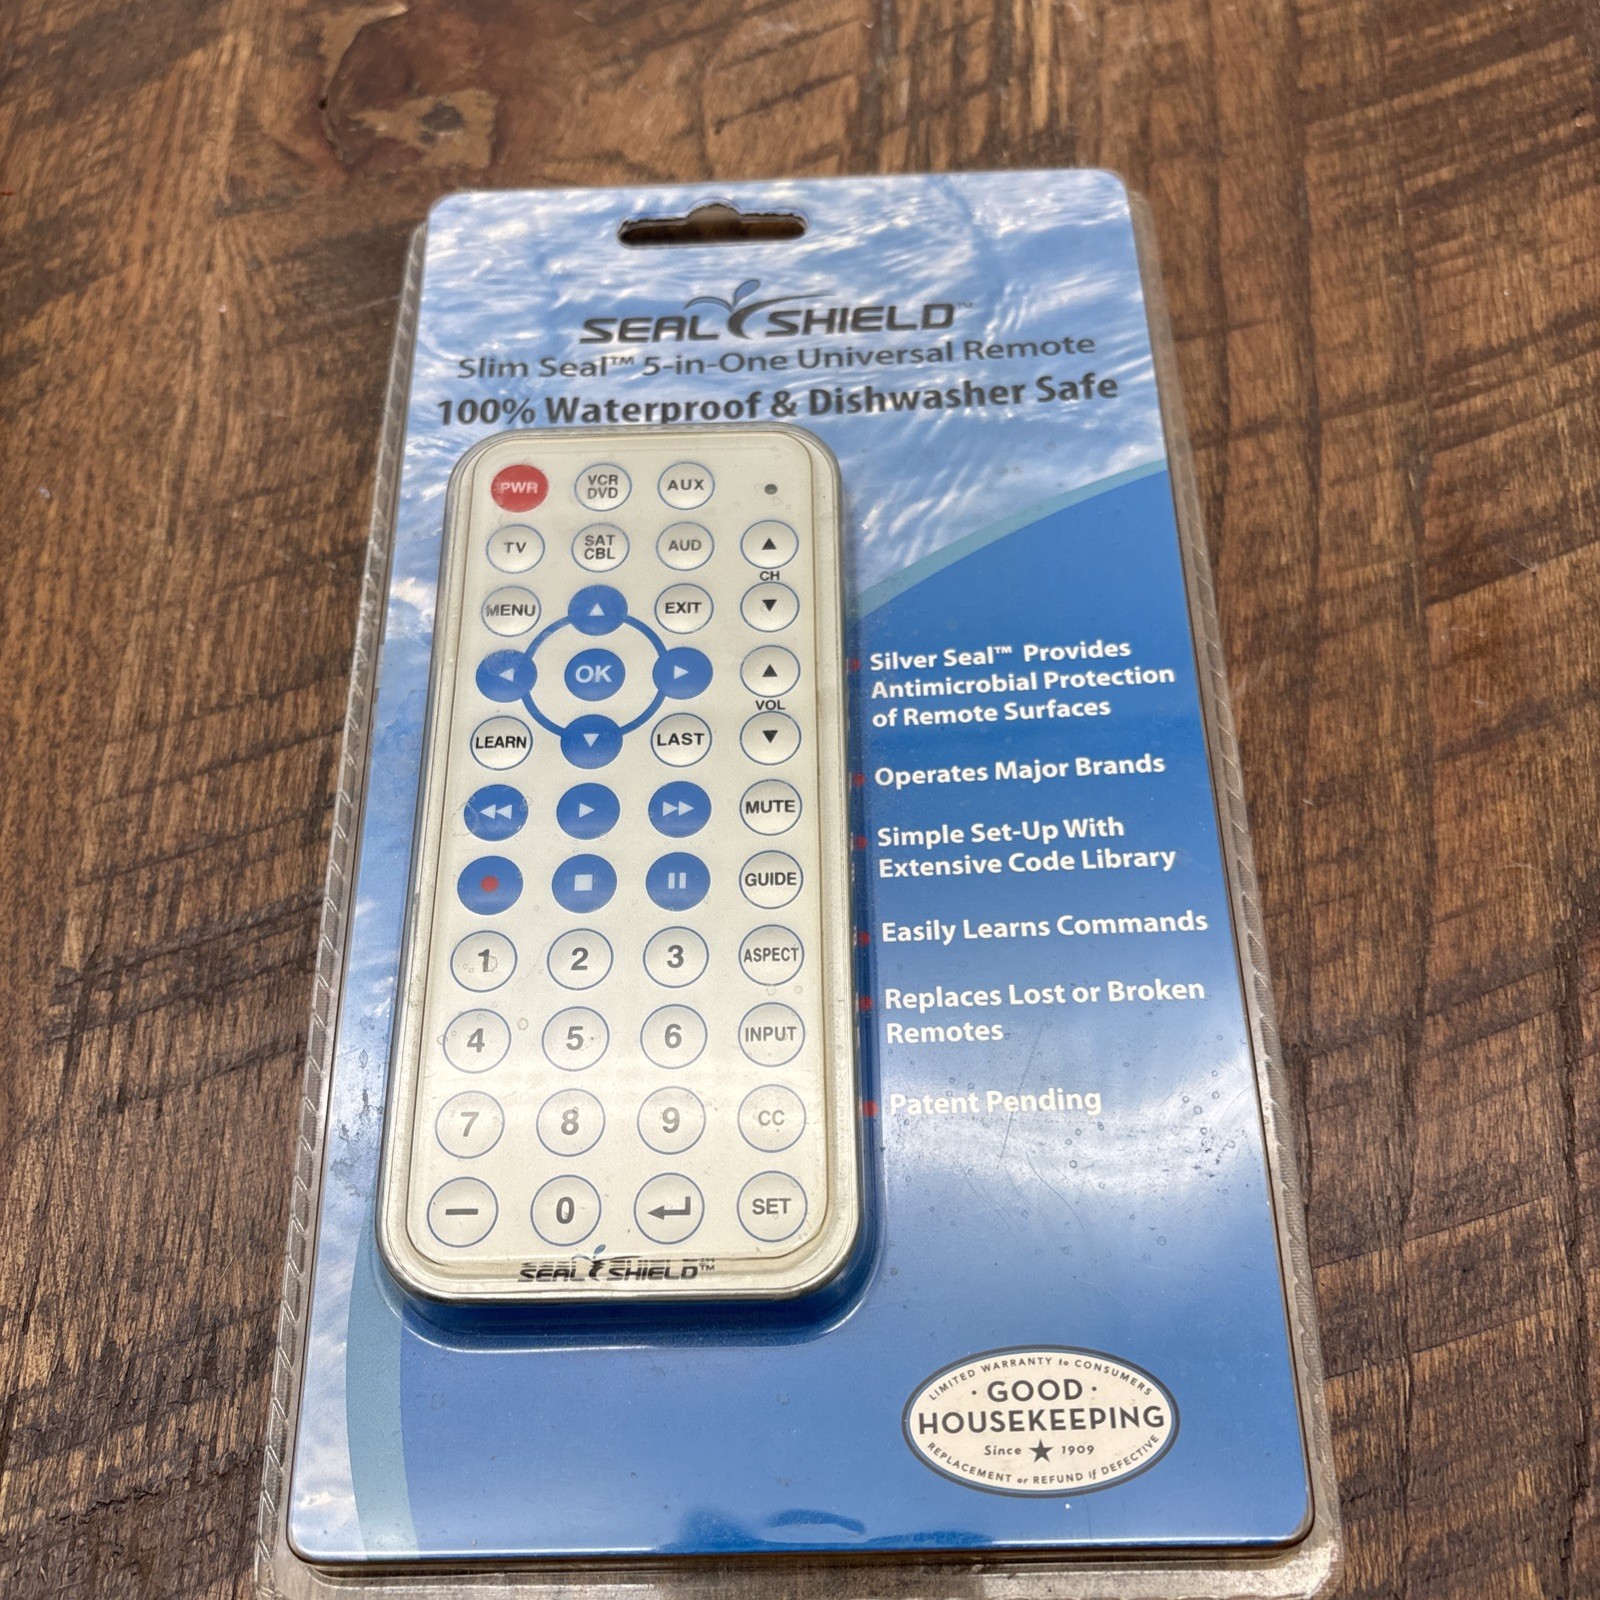 SEAL SHIELD™
Slim Seal™ 5-in-One Universal Remote
100% Waterproof & Dishwasher Safe
PWR
VCR
DVD
AUX
TV
SAT
CBL
AUD
CH
MENU
EXIT
OK
VOL
LEARN
LAST
MUTE
GUIDE
1
2
3
ASPECT
4
5
6
INPUT
7
8
9
CC
0
SET
SEAL SHIELD™
Silver Seal™ Provides
Antimicrobial Protection
of Remote Surfaces
Operates Major Brands
Simple Set-Up With
Extensive Code Library
Easily Learns Commands
Replaces Lost or Broken
Remotes
Patent Pending
LIMITED WARRANTY to CONSUMERS
· GOOD ·
HOUSEKEEPING
Since ★ 1909
REPLACEMENT or REFUND if DEFECTIVE